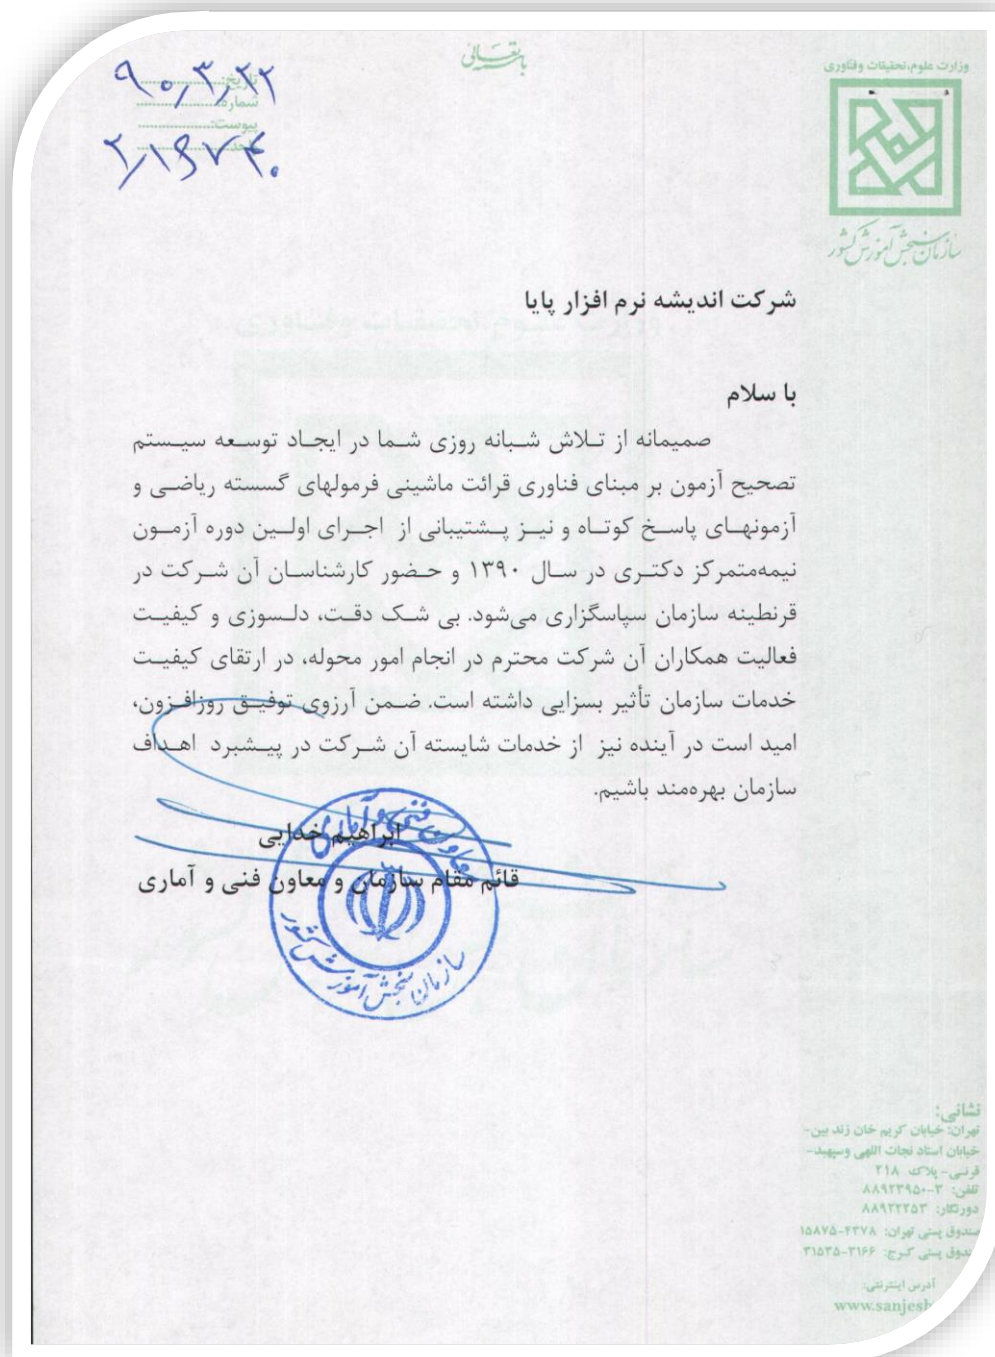 باسمه تعالی
وزارت علوم، تحقیقات وفناوری
سازمان سنجش آموزش کشور
تاریخ: ۹۰٫۳٫۲۲
شماره:
پیوست:
شرکت اندیشه نرم افزار پایا
با سلام
صمیمانه از تلاش شبانه روزی شما در ایجاد توسعه سیستم
تصحیح آزمون بر مبنای فناوری قرائت ماشینی فرمولهای گسسته ریاضی و
آزمونهای پاسخ کوتاه و نیز پشتیبانی از اجرای اولین دوره آزمون
نیمه‌متمرکز دکتری در سال ۱۳۹۰ و حضور کارشناسان آن شرکت در
قرنطینه سازمان سپاسگزاری می‌شود. بی شک دقت، دلسوزی و کیفیت
فعالیت همکاران آن شرکت محترم در انجام امور محوله، در ارتقای کیفیت
خدمات سازمان تأثیر بسزایی داشته است. ضمن آرزوی توفیق روزافزون،
امید است در آینده نیز از خدمات شایسته آن شرکت در پیشبرد اهداف
سازمان بهره‌مند باشیم.
ابراهیم خدایی
قائم مقام سازمان و معاون فنی و آماری
معاونت فنی و آماری
سازمان سنجش آموزش کشور
نشانی:
تهران: خیابان کریم خان زند بین-
خیابان استاد نجات اللهی وسپهبد-
قرنی- پلاک ۲۱۸
تلفن: ۳-۸۸۹۲۳۹۵۰
دورنگار: ۸۸۹۲۲۲۵۳
صندوق پستی تهران: ۴۳۷۸-۱۵۸۷۵
صندوق پستی کرج: ۳۱۶۶-۳۱۵۳۵
آدرس اینترنتی:
www.sanjesh